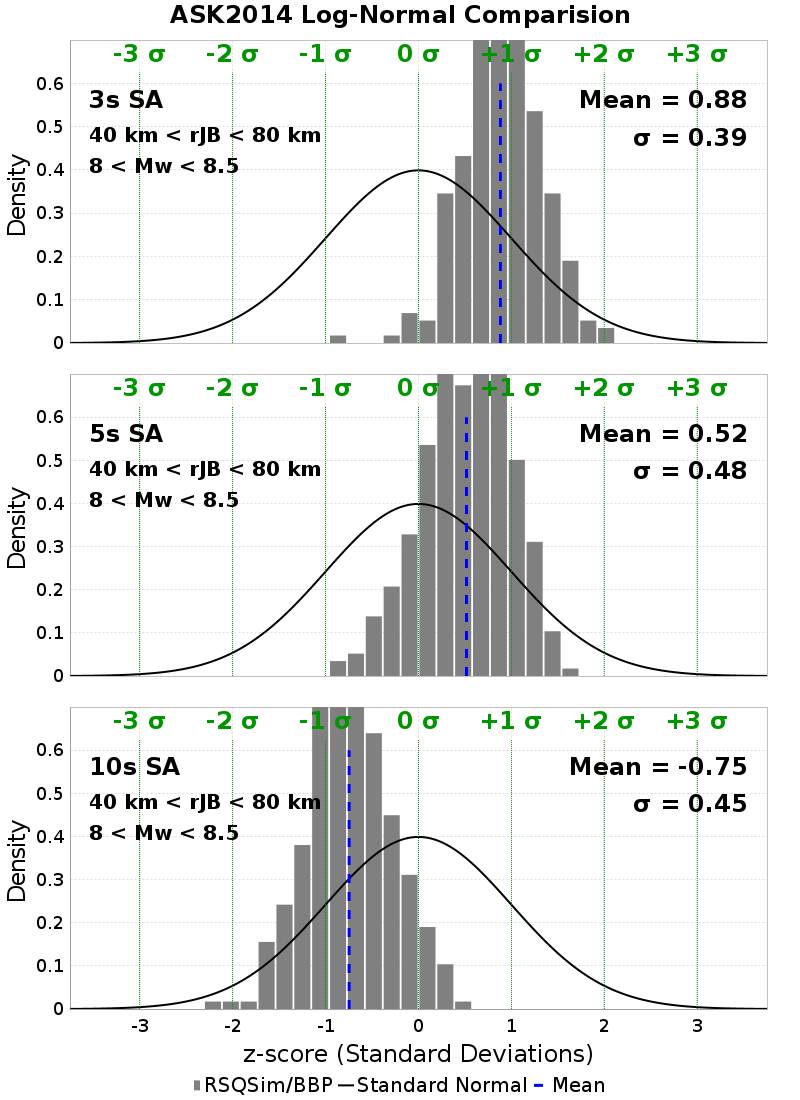 ASK2014 Log-Normal Comparision
-3 σ -2 σ -1 σ 0 σ +1 σ +2 σ +3 σ
3s SA
40 km < rJB < 80 km
8 < Mw < 8.5
Mean = 0.88
σ = 0.39
Density
0.6
0.5
0.4
0.3
0.2
0.1
0
-3 σ -2 σ -1 σ 0 σ +1 σ +2 σ +3 σ
5s SA
40 km < rJB < 80 km
8 < Mw < 8.5
Mean = 0.52
σ = 0.48
Density
0.6
0.5
0.4
0.3
0.2
0.1
0
-3 σ -2 σ -1 σ 0 σ +1 σ +2 σ +3 σ
10s SA
40 km < rJB < 80 km
8 < Mw < 8.5
Mean = -0.75
σ = 0.45
Density
0.6
0.5
0.4
0.3
0.2
0.1
0
-3 -2 -1 0 1 2 3
z-score (Standard Deviations)
RSQSim/BBP Standard Normal Mean